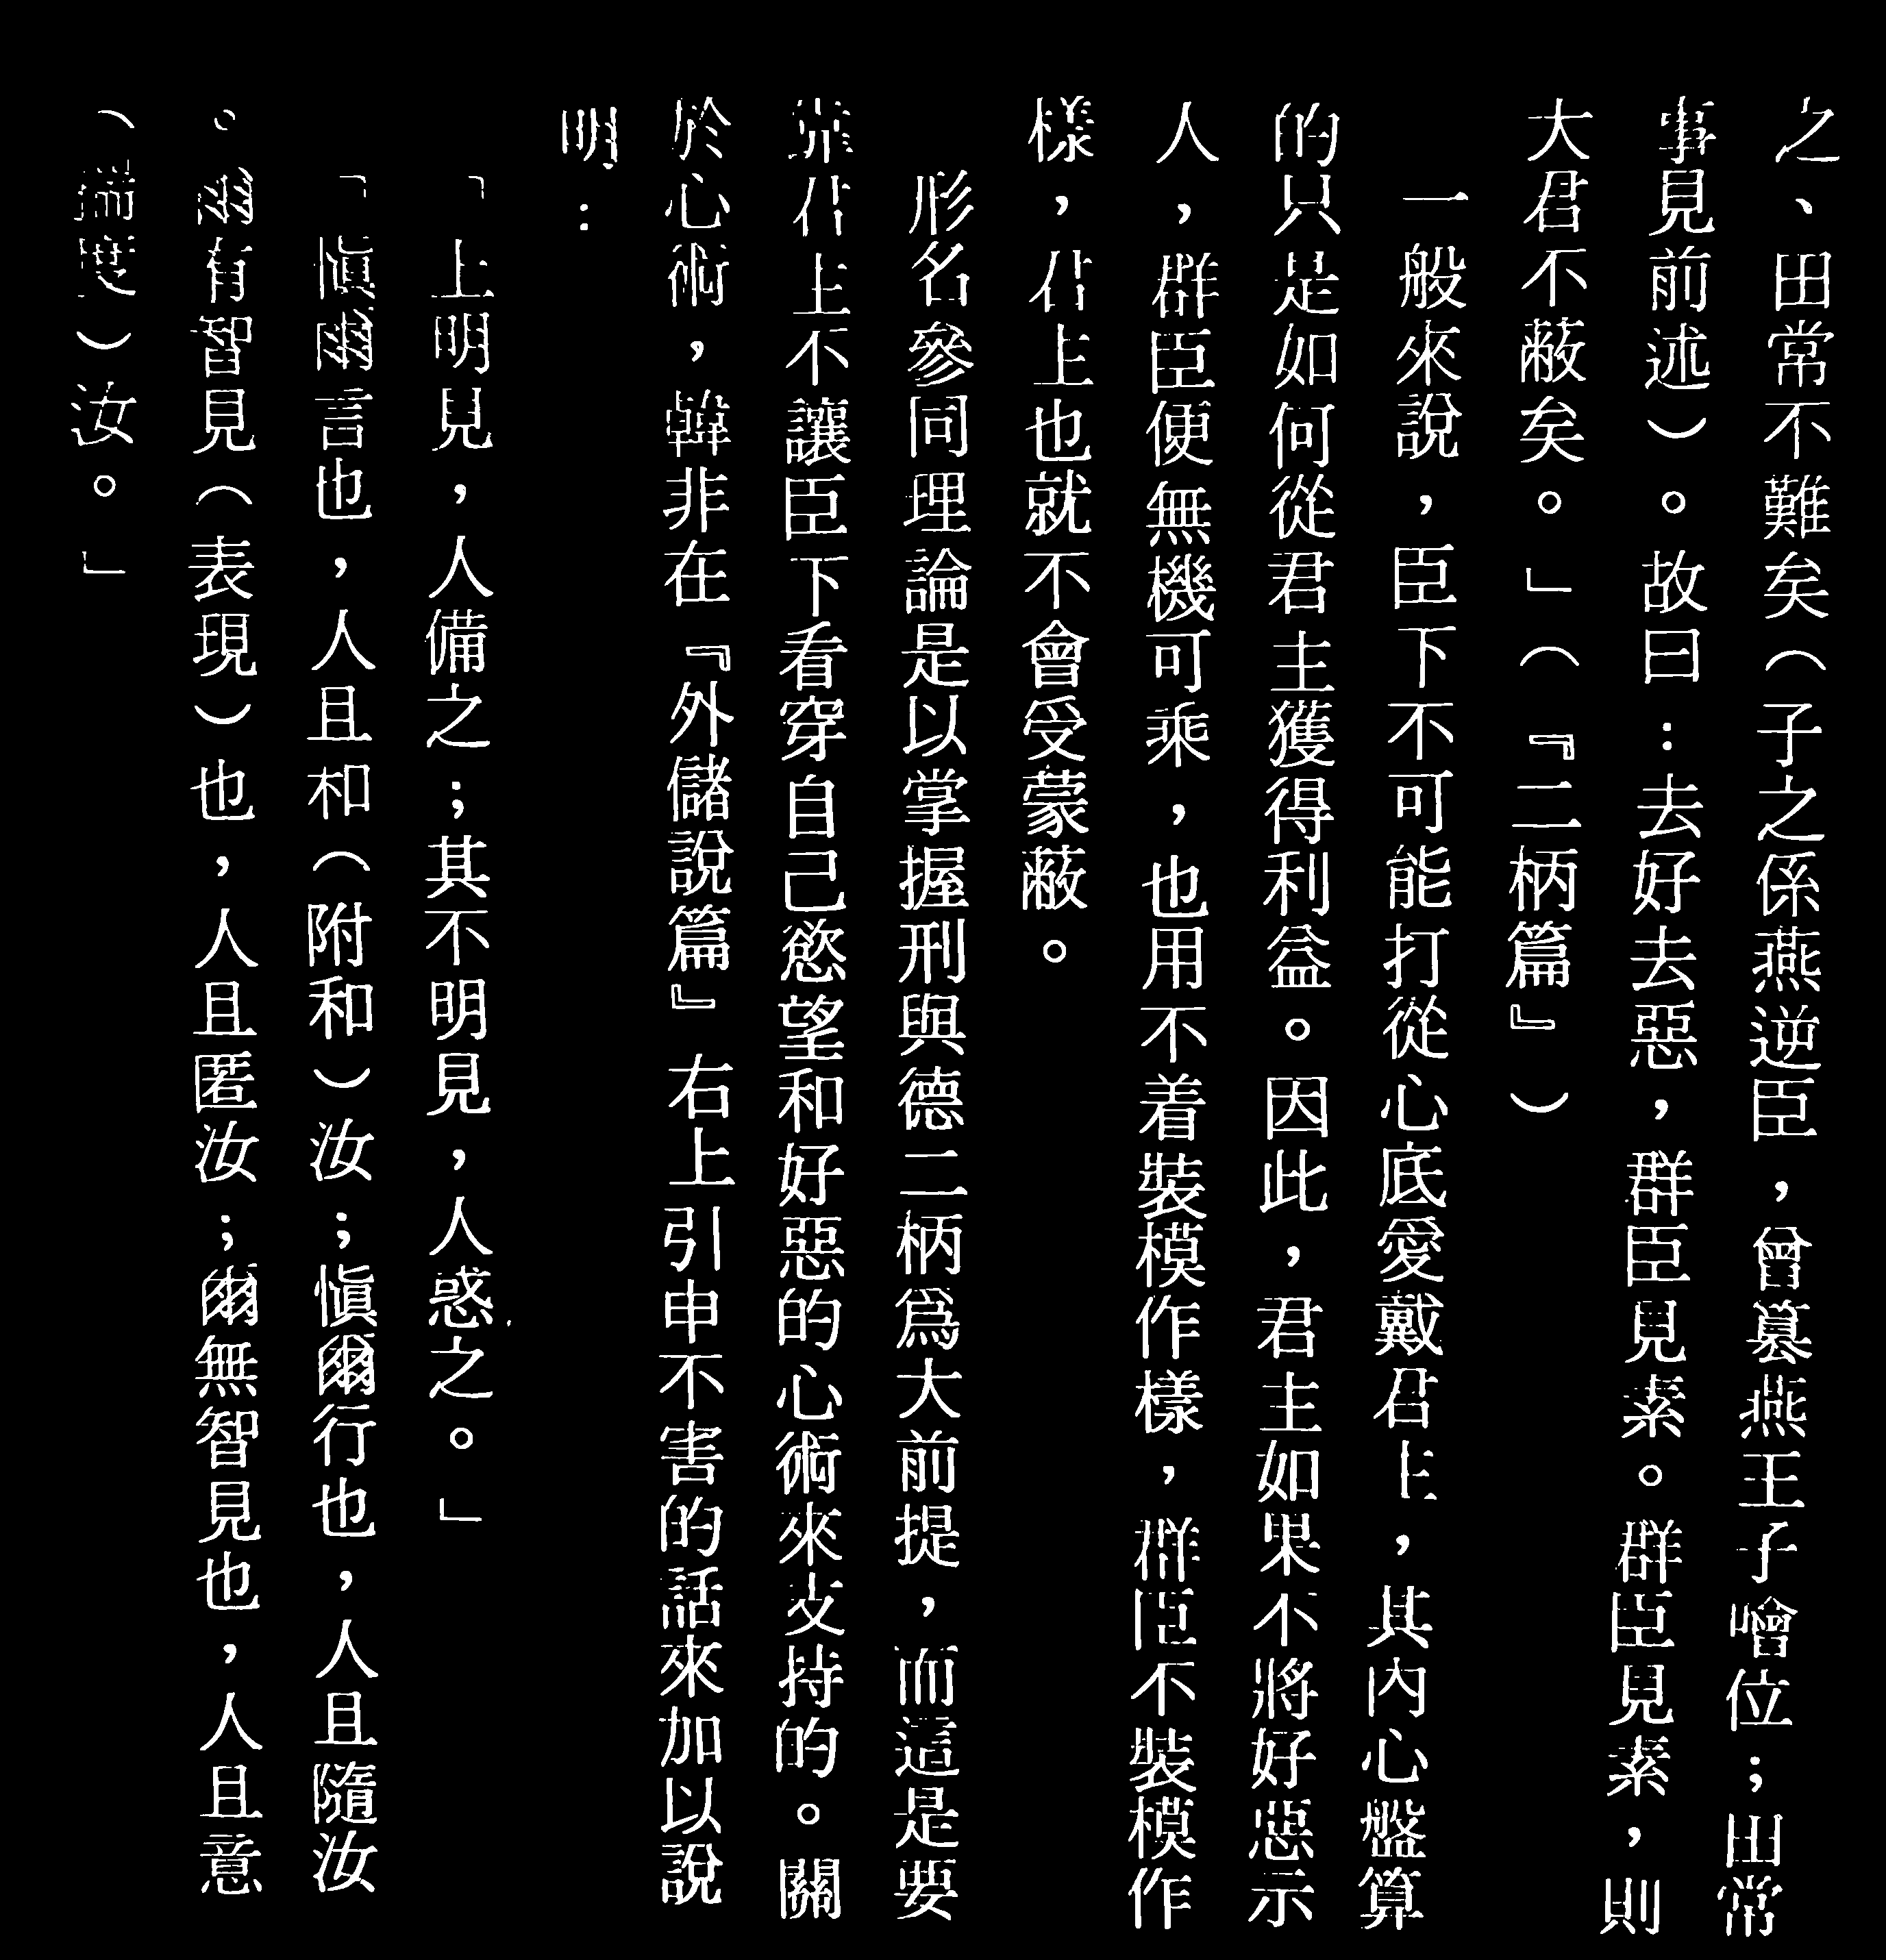 之、田常不難矣（子之係燕逆臣，曾篡燕王子噲位；田常
事見前述）。故曰：去好去惡，群臣見素。群臣見素，則
大君不蔽矣。」（『二柄篇』）
一般來說，臣下不可能打從心底愛戴君上，其內心盤算
的只是如何從君主獲得利益。因此，君主如果不將好惡示
人，群臣便無機可乘，也用不着裝模作樣，群臣不裝模作
樣，君上也就不會受蒙蔽。
形名參同理論是以掌握刑與德二柄爲大前提，而這是要
靠君上不讓臣下看穿自己慾望和好惡的心術來支持的。關
於心術，韓非在『外儲說篇』右上引申不害的話來加以說
明：
「上明見，人備之；其不明見，人惑之。」
「愼爾言也，人且和（附和）汝；愼爾行也，人且隨汝
。爾有智見（表現）也，人且匿汝；爾無智見也，人且意
（揣度）汝。」